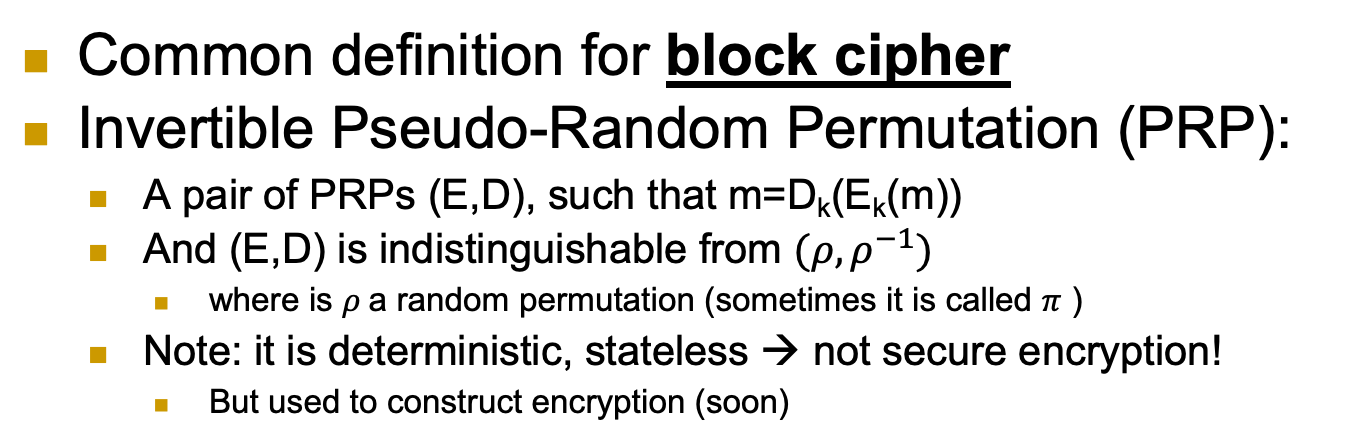 Common definition for block cipher
Invertible Pseudo-Random Permutation (PRP):
A pair of PRPs (E,D), such that m=Dₖ(Eₖ(m))
And (E,D) is indistinguishable from (𝜌,𝜌⁻¹)
where is 𝜌 a random permutation (sometimes it is called 𝜋 )
Note: it is deterministic, stateless → not secure encryption!
But used to construct encryption (soon)